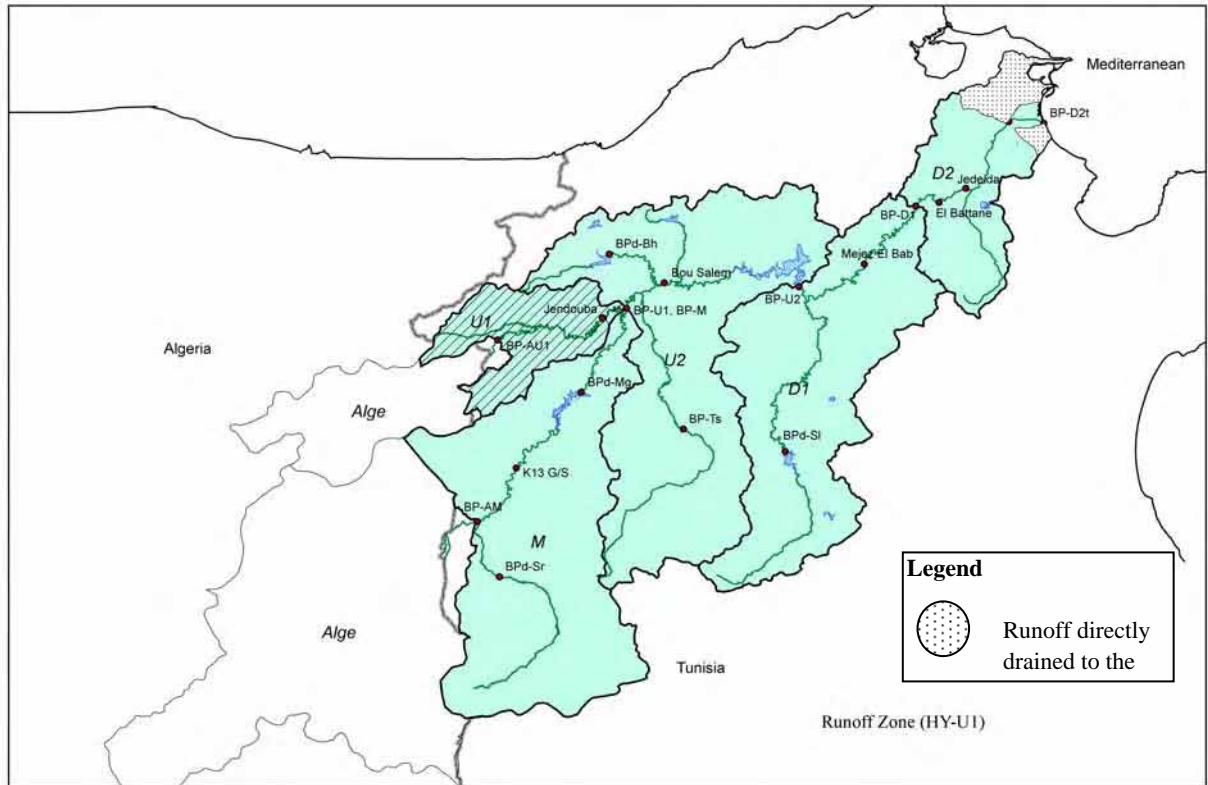 Mediterranean
BP-D2t
D2
Jedeida
BP-D1
El Battane
Mejez El Bab
BPd-Bh
Bou Salem
BP-U2
Jendouba
BP-U1, BP-M
U1
BP-AU1
Algeria
U2
BPd-Mg
D1
Alge
BP-Ts
BPd-Sl
K13 G/S
BP-AM
M
BPd-Sr
Alge
Legend
Runoff directly
drained to the
Tunisia
Runoff Zone (HY-U1)